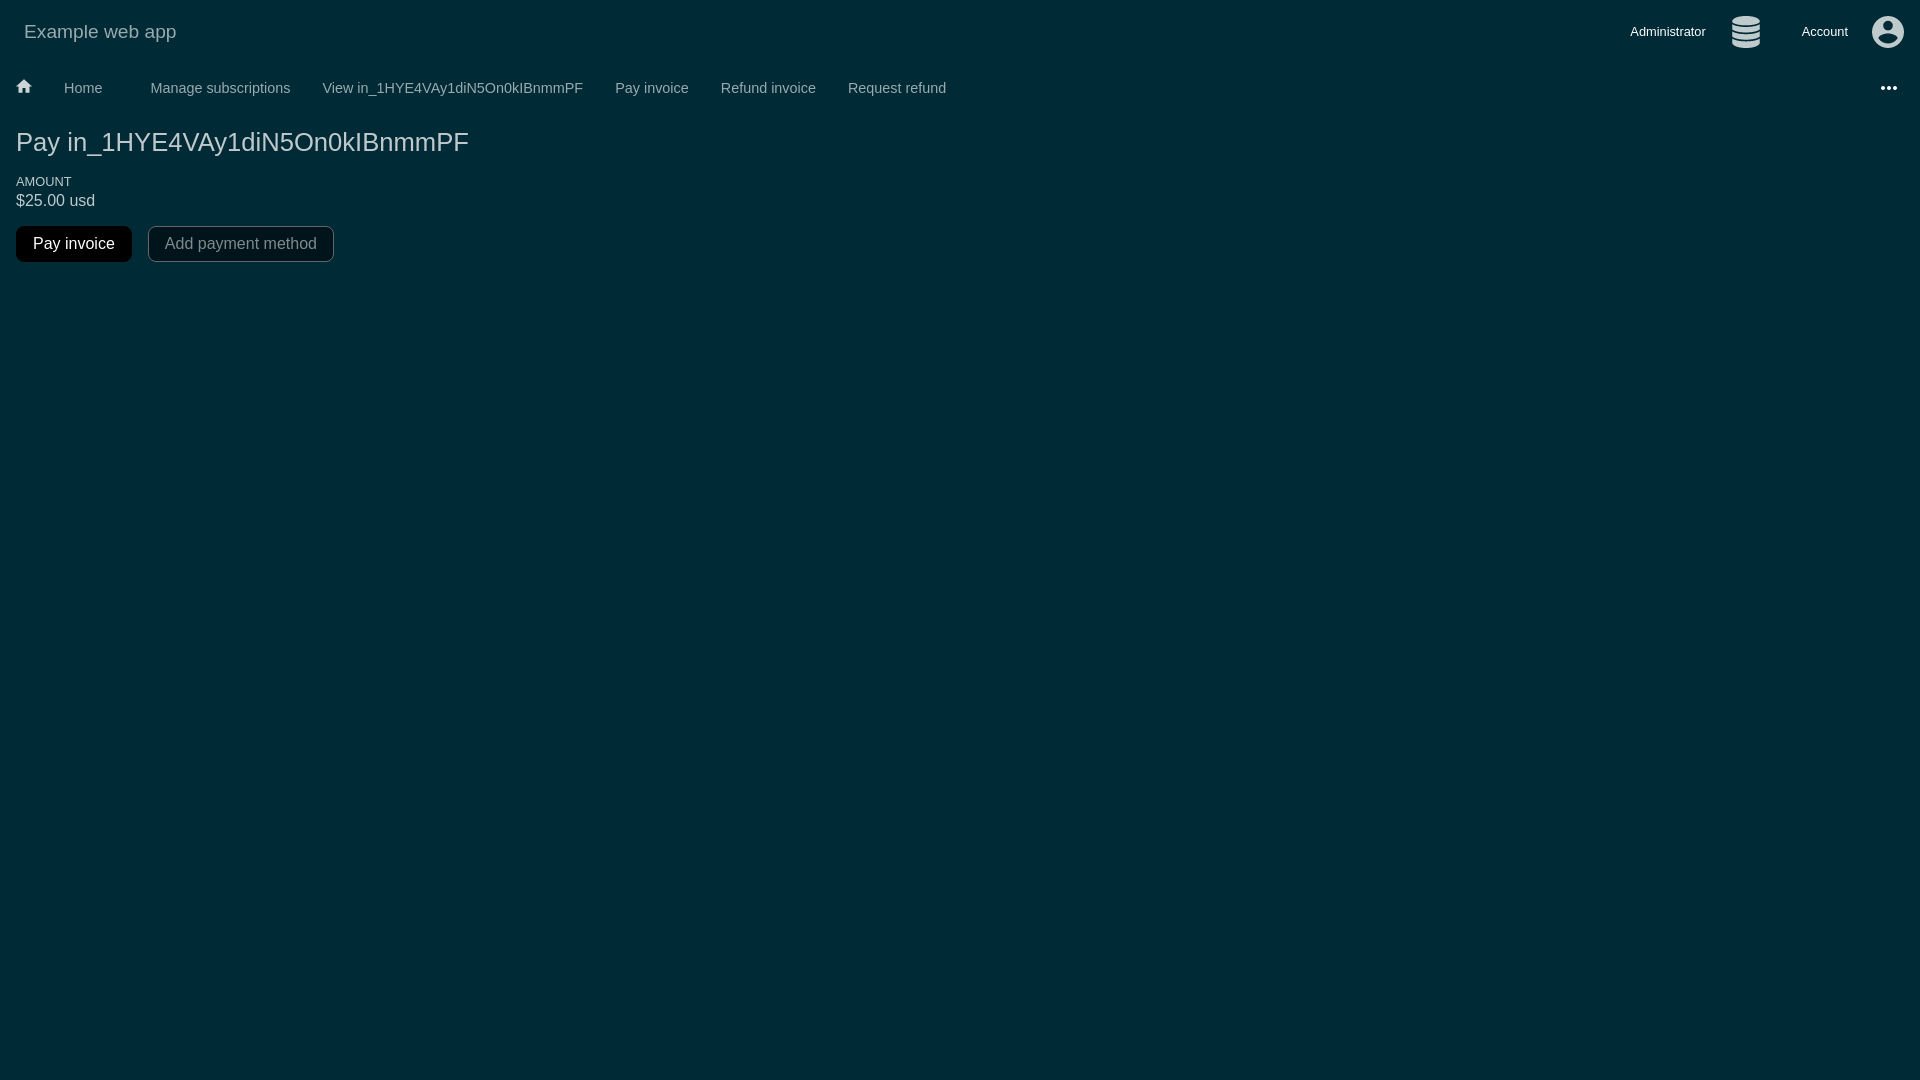 Example web app
Administrator
Account
Home
Manage subscriptions
View in_1HYE4VAy1diN5On0kIBnmmPF
Pay invoice
Refund invoice
Request refund
Pay in_1HYE4VAy1diN5On0kIBnmmPF
AMOUNT
$25.00 usd
Pay invoice
Add payment method